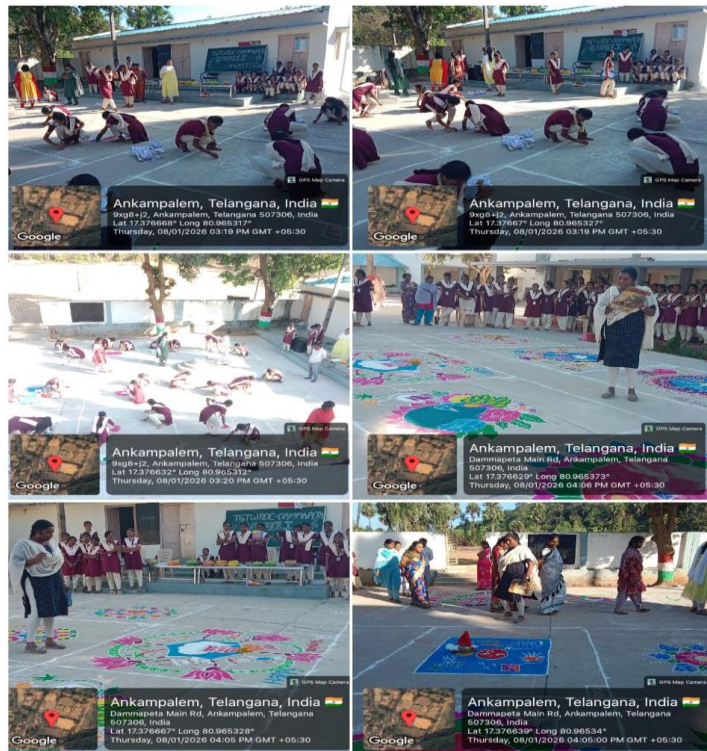 TGTWRDC-DAMMAPETA
GPS Map Camera
Google
Ankampalem, Telangana, India
9xg8+j2, Ankampalem, Telangana 507306, India
Lat 17.376668° Long 80.965317°
Thursday, 08/01/2026 03:19 PM GMT +05:30
GPS Map Camera
Google
Ankampalem, Telangana, India
9xg8+j2, Ankampalem, Telangana 507306, India
Lat 17.37667° Long 80.965327°
Thursday, 08/01/2026 03:19 PM GMT +05:30
GPS Map Camera
Google
Ankampalem, Telangana, India
9xg8+j2, Ankampalem, Telangana 507306, India
Lat 17.376632° Long 80.965312°
Thursday, 08/01/2026 03:20 PM GMT +05:30
GPS Map Camera
Google
Ankampalem, Telangana, India
Dammapeta Main Rd, Ankampalem, Telangana
507306, India
Lat 17.376629° Long 80.965373°
Thursday, 08/01/2026 04:06 PM GMT +05:30
TGTWRDC-DAMMAPETA
GPS Map Camera
Google
Ankampalem, Telangana, India
Dammapeta Main Rd, Ankampalem, Telangana
507306, India
Lat 17.376667° Long 80.965328°
Thursday, 08/01/2026 04:05 PM GMT +05:30
GPS Map Camera
Google
Ankampalem, Telangana, India
Dammapeta Main Rd, Ankampalem, Telangana
507306, India
Lat 17.376639° Long 80.96534°
Thursday, 08/01/2026 04:05:00 PM GMT +05:30